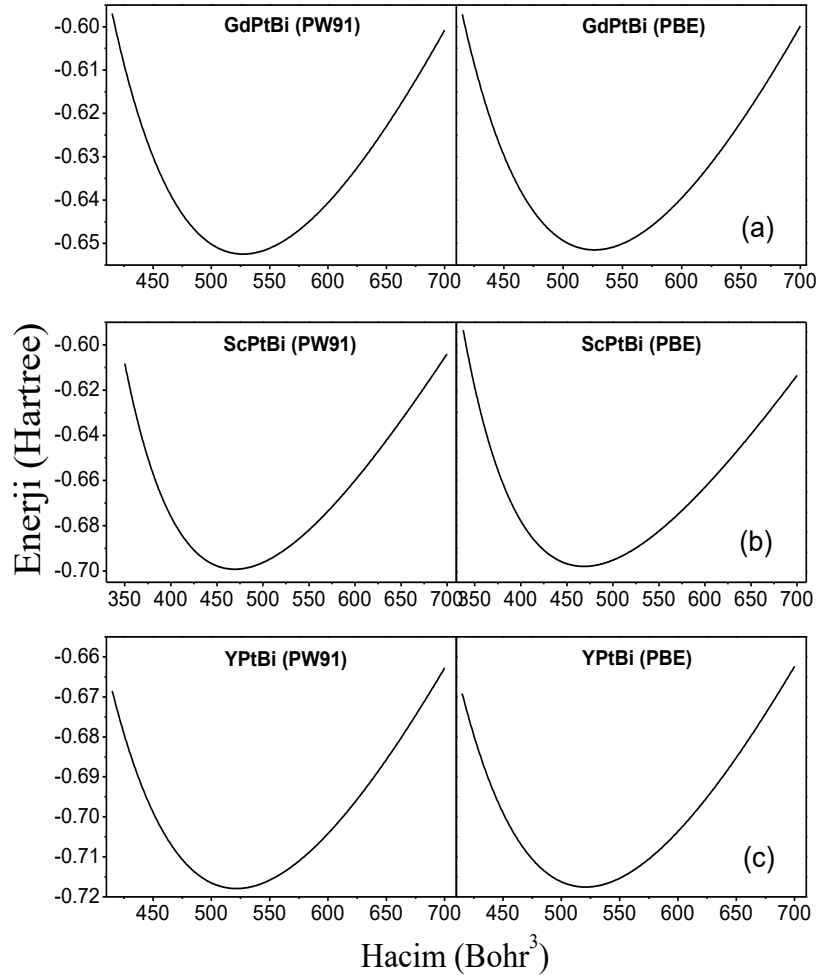 GdPtBi (PW91)
GdPtBi (PBE)
-0.60
-0.61
-0.62
-0.63
-0.64
-0.65
(a)
450 500 550 600 650 700
450 500 550 600 650 700
ScPtBi (PW91)
ScPtBi (PBE)
-0.60
-0.62
-0.64
-0.66
-0.68
-0.70
(b)
350 400 450 500 550 600 650 700
350 400 450 500 550 600 650 700
YPtBi (PW91)
YPtBi (PBE)
-0.66
-0.67
-0.68
-0.69
-0.70
-0.71
-0.72
(c)
450 500 550 600 650 700
450 500 550 600 650 700
Enerji (Hartree)
Hacim (Bohr³)